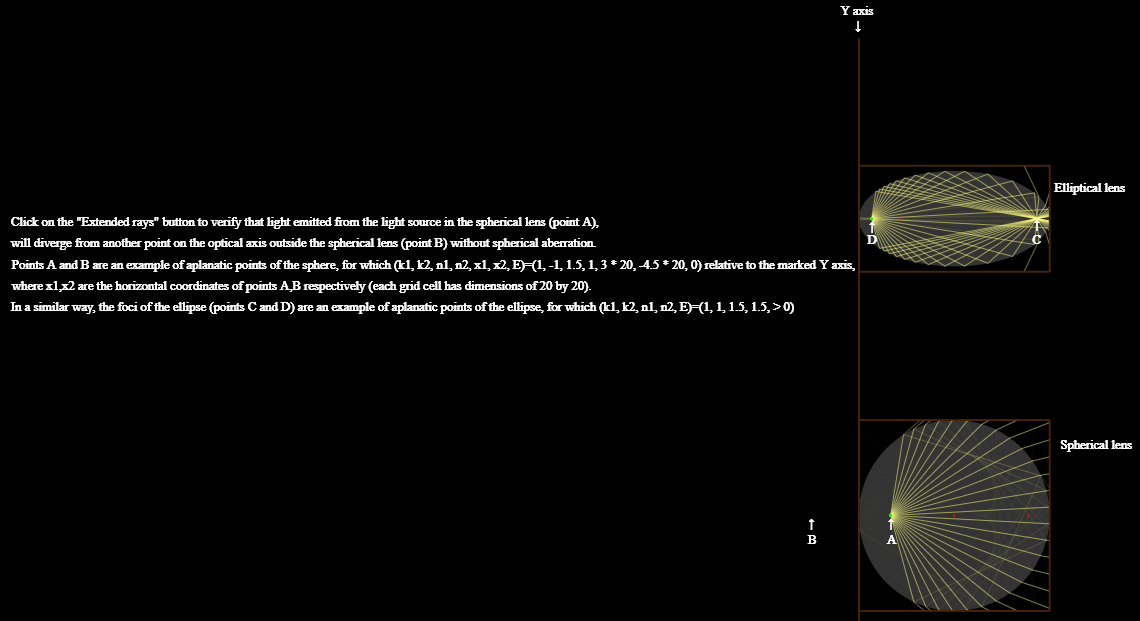 Y axis
↓
Elliptical lens
Click on the "Extended rays" button to verify that light emitted from the light source in the spherical lens (point A),
will diverge from another point on the optical axis outside the spherical lens (point B) without spherical aberration.
Points A and B are an example of aplanatic points of the sphere, for which (k1, k2, n1, n2, x1, x2, E)=(1, -1, 1.5, 1, 3 * 20, -4.5 * 20, 0) relative to the marked Y axis,
where x1,x2 are the horizontal coordinates of points A,B respectively (each grid cell has dimensions of 20 by 20).
In a similar way, the foci of the ellipse (points C and D) are an example of aplanatic points of the ellipse, for which (k1, k2, n1, n2, E)=(1, 1, 1.5, 1.5, > 0)
↑ ↑
D C
Spherical lens
↑ ↑
B A